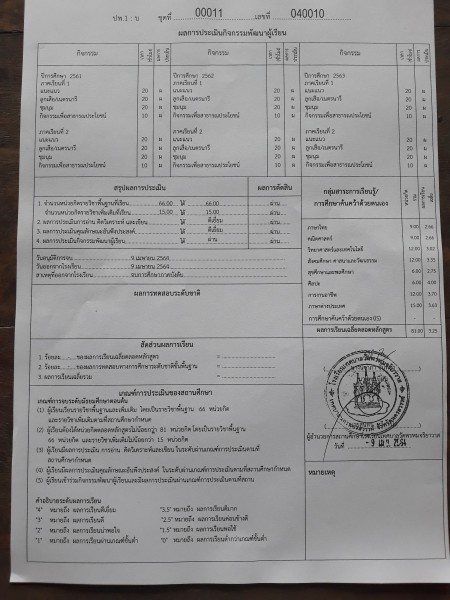 ปพ.1 : บ ชุดที่ 00011 เลขที่ 040010
ผลการประเมินกิจกรรมพัฒนาผู้เรียน
กิจกรรม เวลา (ชั่วโมง) ผลการประเมิน กิจกรรม เวลา (ชั่วโมง) ผลการประเมิน กิจกรรม เวลา (ชั่วโมง) ผลการประเมิน
ปีการศึกษา 2561 ปีการศึกษา 2562 ปีการศึกษา 2563
ภาคเรียนที่ 1 ภาคเรียนที่ 1 ภาคเรียนที่ 1
แนะแนว 20 ผ แนะแนว 20 ผ แนะแนว 20 ผ
ลูกเสือ/เนตรนารี 20 ผ ลูกเสือ/เนตรนารี 20 ผ ลูกเสือ/เนตรนารี 20 ผ
ชุมนุม 20 ผ ชุมนุม 20 ผ ชุมนุม 20 ผ
กิจกรรมเพื่อสาธารณประโยชน์ 10 ผ กิจกรรมเพื่อสาธารณประโยชน์ 10 ผ กิจกรรมเพื่อสาธารณประโยชน์ 10 ผ
ภาคเรียนที่ 2 ภาคเรียนที่ 2 ภาคเรียนที่ 2
แนะแนว 20 ผ แนะแนว 20 ผ แนะแนว 20 ผ
ลูกเสือ/เนตรนารี 20 ผ ลูกเสือ/เนตรนารี 20 ผ ลูกเสือ/เนตรนารี 20 ผ
ชุมนุม 20 ผ ชุมนุม 20 ผ ชุมนุม 20 ผ
กิจกรรมเพื่อสาธารณประโยชน์ 10 ผ กิจกรรมเพื่อสาธารณประโยชน์ 10 ผ กิจกรรมเพื่อสาธารณประโยชน์ 10 ผ
สรุปผลการประเมิน ผลการตัดสิน
1. จำนวนหน่วยกิตรายวิชาพื้นฐานที่เรียน 66.00 ได้ 66.00 ผ่าน
จำนวนหน่วยกิตรายวิชาเพิ่มเติมที่เรียน 15.00 ได้ 15.00 ผ่าน
2. ผลการประเมินการอ่าน คิดวิเคราะห์ และเขียน ได้ ดีเยี่ยม ผ่าน
3. ผลการประเมินคุณลักษณะอันพึงประสงค์ ได้ ดีเยี่ยม ผ่าน
4. ผลการประเมินกิจกรรมพัฒนาผู้เรียน ได้ ผ่าน ผ่าน
วันอนุมัติการจบ 9 เมษายน 2564
วันออกจากโรงเรียน 9 เมษายน 2564
สาเหตุที่ออกจากโรงเรียน จบการศึกษาภาคบังคับ
ผลการทดสอบระดับชาติ
กลุ่มสาระการเรียนรู้/
การศึกษาค้นคว้าด้วยตนเอง
ภาษาไทย 9.00 2.66
คณิตศาสตร์ 9.00
วิทยาศาสตร์และเทคโนโลยี 12.00
สังคมศึกษา ศาสนาและวัฒนธรรม 12.00
สุขศึกษาและพลศึกษา 6.00 2.75
ศิลปะ 6.00
การงานอาชีพ 12.00 3.70
ภาษาต่างประเทศ 15.00 3.63
การศึกษาค้นคว้าด้วยตนเอง (IS)
ผลการเรียนเฉลี่ยตลอดหลักสูตร 81.00 3.25
สัดส่วนผลการเรียน
1. ร้อยละ..........ของผลการเรียนเฉลี่ยตลอดหลักสูตร =
2. ร้อยละ..........ของผลการทดสอบทางการศึกษาระดับชาติขั้นพื้นฐาน =
3. ผลการเรียนเฉลี่ยรวม =
เกณฑ์การประเมินของสถานศึกษา
เกณฑ์การจบระดับมัธยมศึกษาตอนต้น
(1) ผู้เรียนเรียนรายวิชาพื้นฐานและเพิ่มเติม โดยเป็นรายวิชาพื้นฐาน 66 หน่วยกิต
และรายวิชาเพิ่มเติมตามที่สถานศึกษากำหนด
(2) ผู้เรียนต้องได้หน่วยกิตตลอดหลักสูตรไม่น้อยกว่า 81 หน่วยกิต โดยเป็นรายวิชาพื้นฐาน
66 หน่วยกิต และรายวิชาเพิ่มเติมไม่น้อยกว่า 15 หน่วยกิต
(3) ผู้เรียนมีผลการประเมิน การอ่าน คิดวิเคราะห์และเขียน ในระดับผ่านเกณฑ์การประเมินตามที่
สถานศึกษากำหนด
(4) ผู้เรียนมีผลการประเมินคุณลักษณะอันพึงประสงค์ ในระดับผ่านเกณฑ์การประเมินตามที่สถานศึกษากำหนด
(5) ผู้เรียนเข้าร่วมกิจกรรมพัฒนาผู้เรียนและมีผลการประเมินผ่านเกณฑ์การประเมินตามที่สถาน
ผู้อำนวยการสถานศึกษา
วันที่ - 9 เม.ย. 2564
หมายเหตุ
คำอธิบายระดับผลการเรียน
"4" หมายถึง ผลการเรียนดีเยี่ยม "3.5" หมายถึง ผลการเรียนดีมาก
"3" หมายถึง ผลการเรียนดี "2.5" หมายถึง ผลการเรียนค่อนข้างดี
"2" หมายถึง ผลการเรียนน่าพอใจ "1.5" หมายถึง ผลการเรียนพอใช้
"1" หมายถึง ผลการเรียนผ่านเกณฑ์ขั้นต่ำ "0" หมายถึง ผลการเรียนต่ำกว่าเกณฑ์ขั้นต่ำ